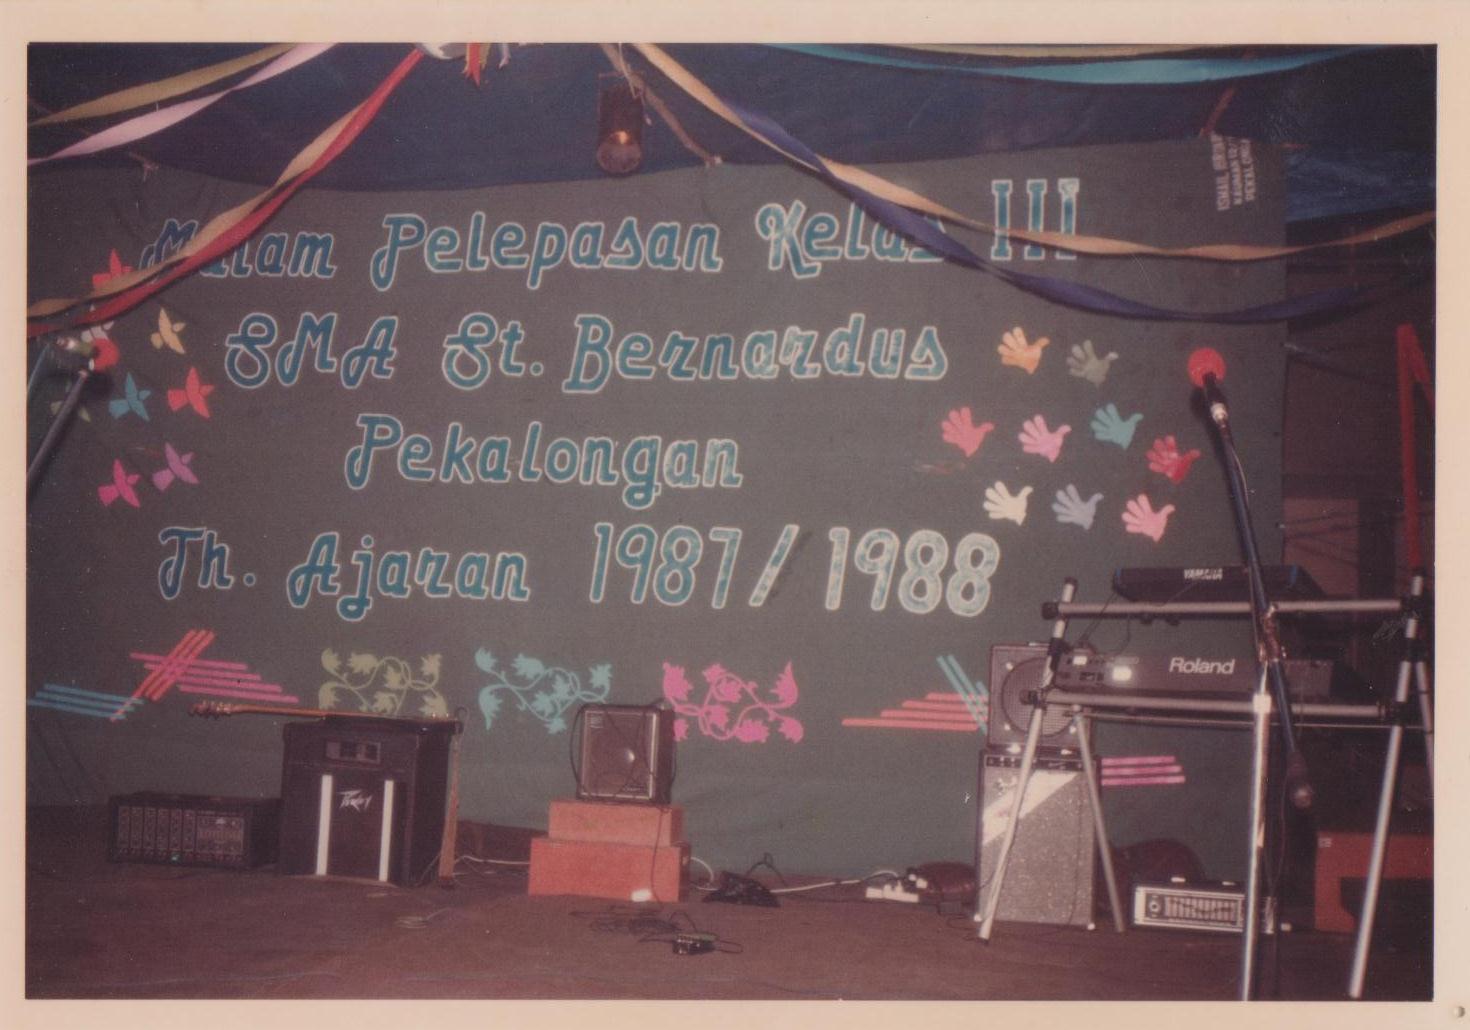 Malam Pelepasan Kelas III
SMA St. Bernardus
Pekalongan
Th. Ajaran 1987/1988
YAMAHA
Roland
PEAVEY